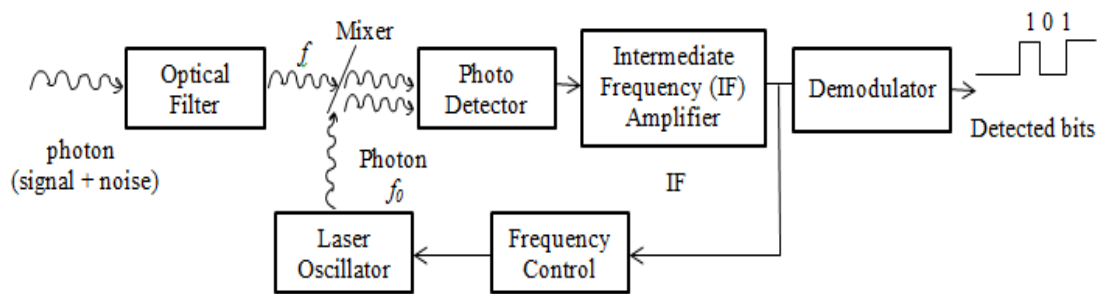 Mixer
1 0 1
f
Optical
Filter
Photo
Detector
Intermediate
Frequency (IF)
Amplifier
Demodulator
Detected bits
photon
(signal + noise)
Photon
f0
IF
Laser
Oscillator
Frequency
Control